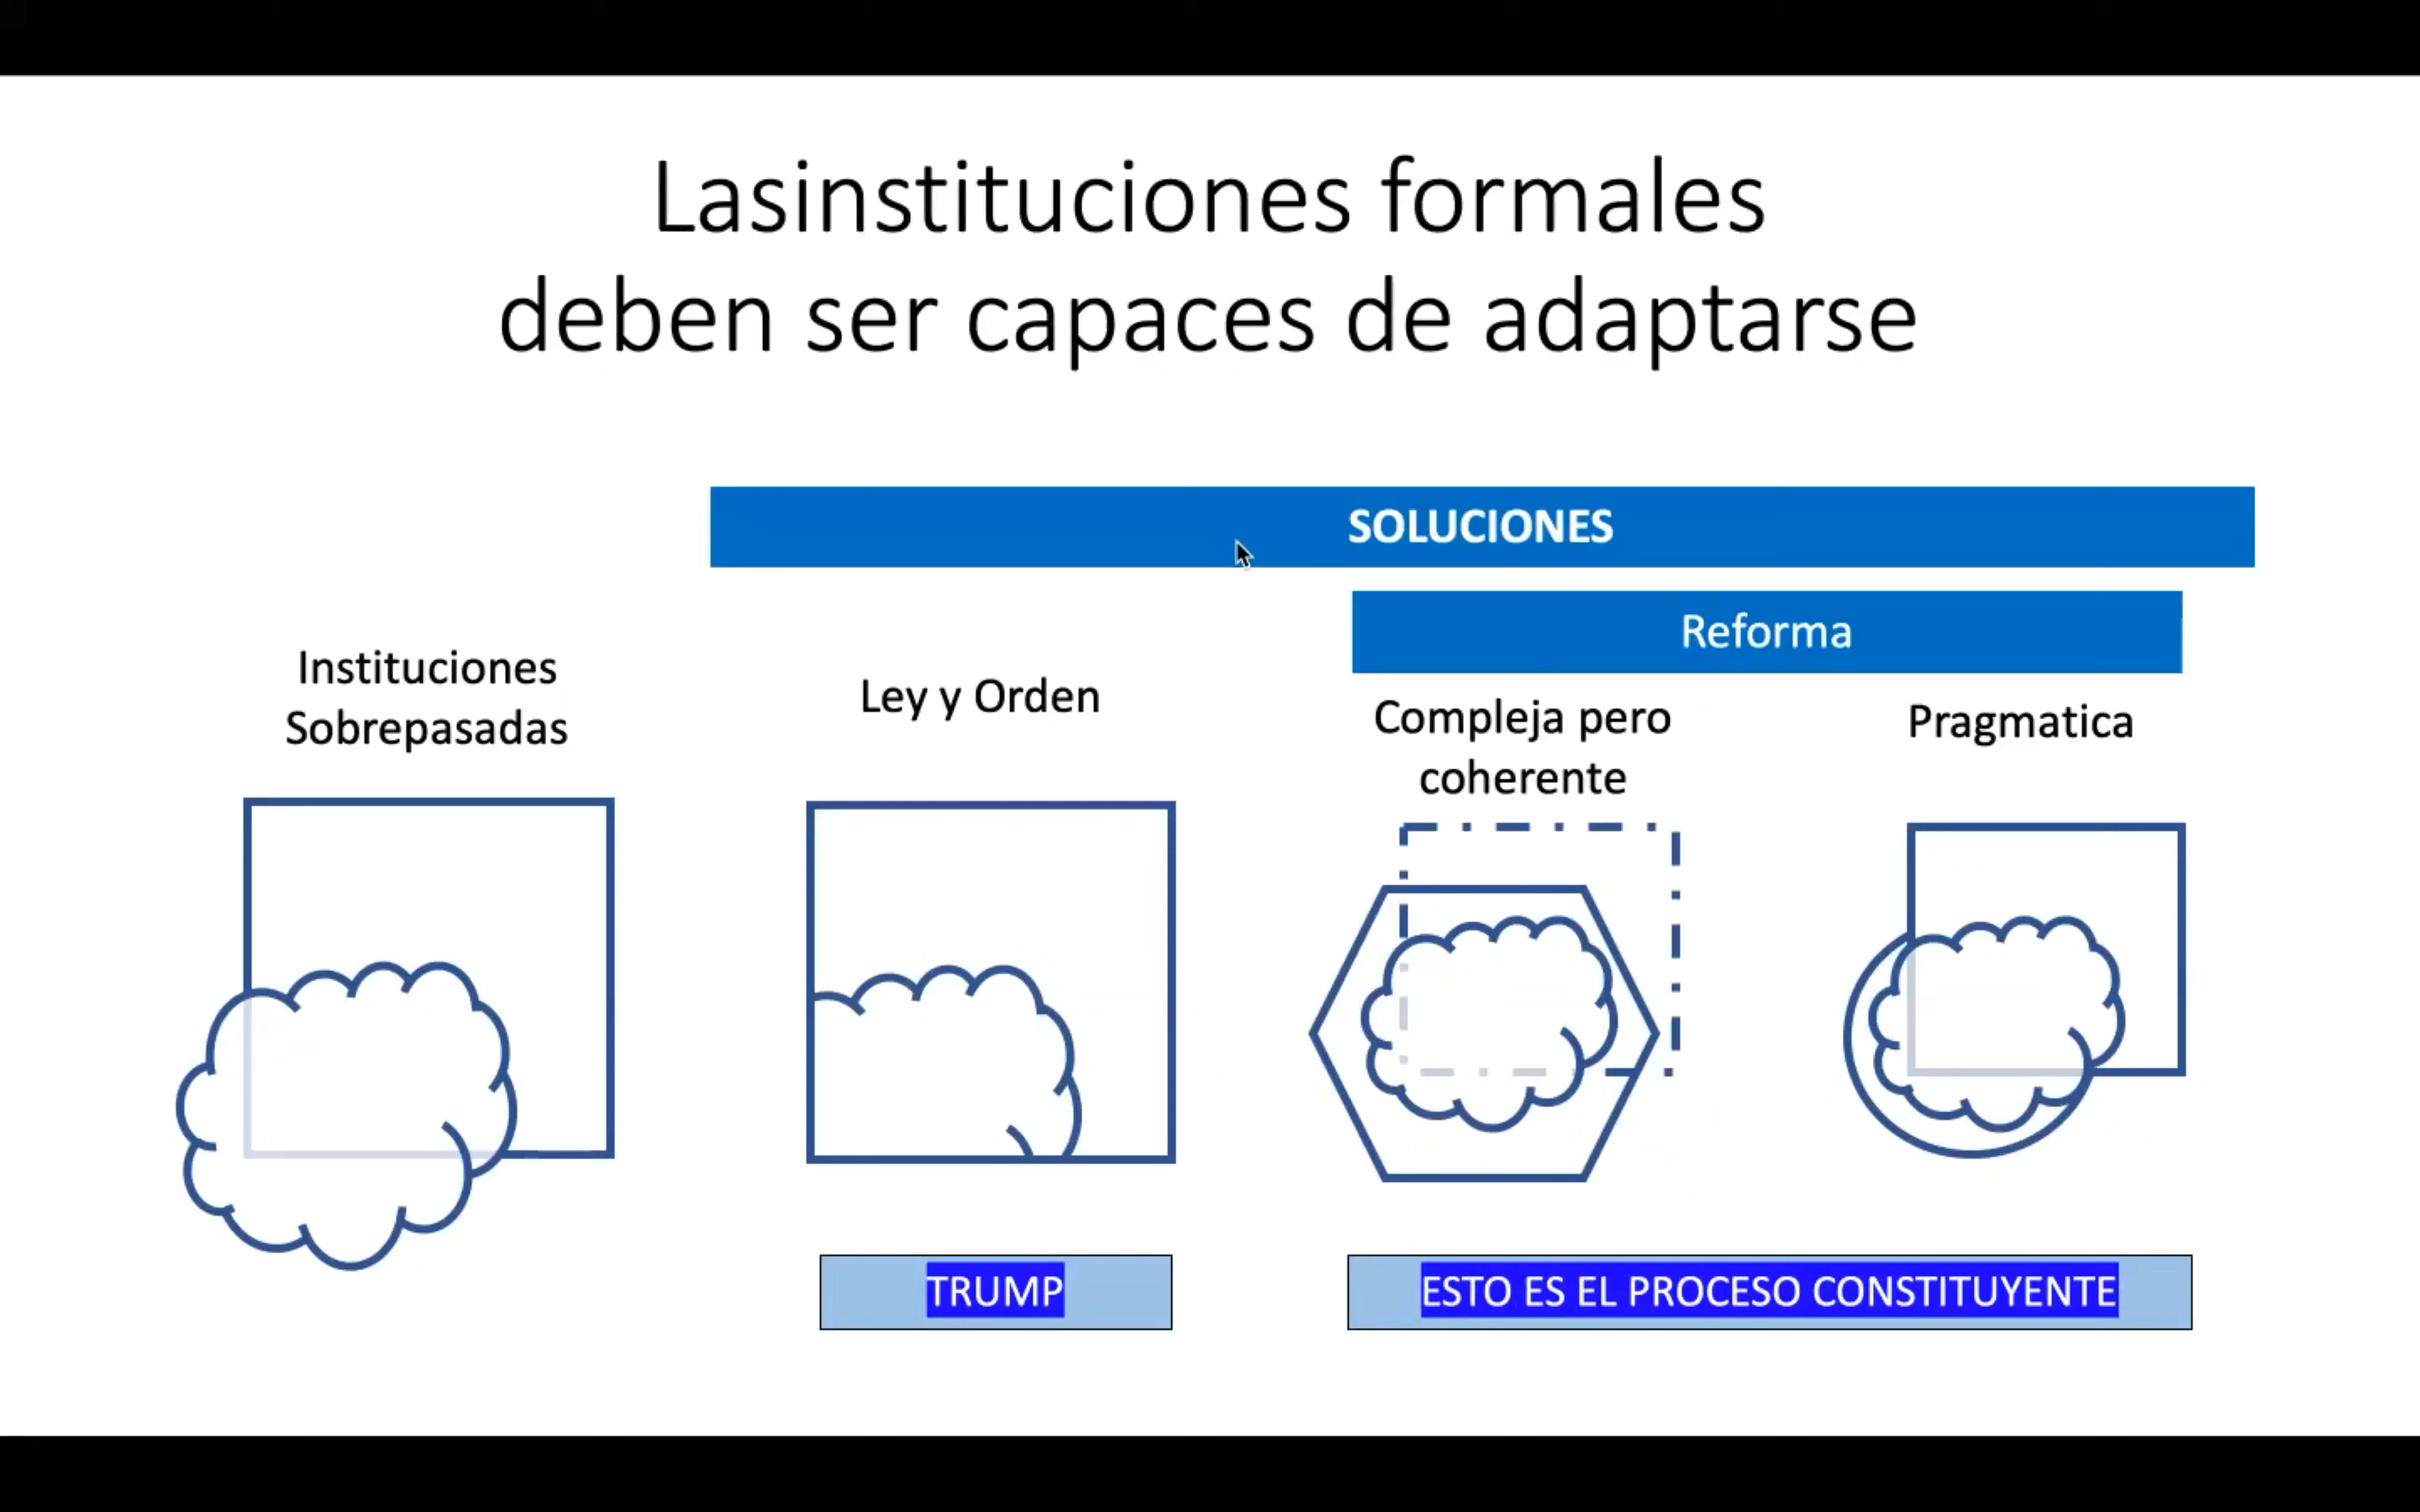 Lasinstituciones formales
deben ser capaces de adaptarse
SOLUCIONES
Reforma
Instituciones
Sobrepasadas
Ley y Orden
Compleja pero
coherente
Pragmatica
TRUMP
ESTO ES EL PROCESO CONSTITUYENTE